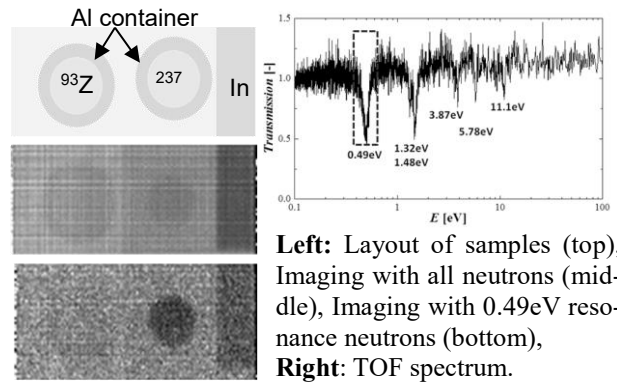 Al container
93Z
237
In
Transmission [-]
1.5
1.0
0.5
0.0
0.49eV
1.32eV
1.48eV
3.87eV
5.78eV
11.1eV
0.1
1
10
100
E [eV]
Left: Layout of samples (top),
Imaging with all neutrons (mid-
dle), Imaging with 0.49eV reso-
nance neutrons (bottom),
Right: TOF spectrum.